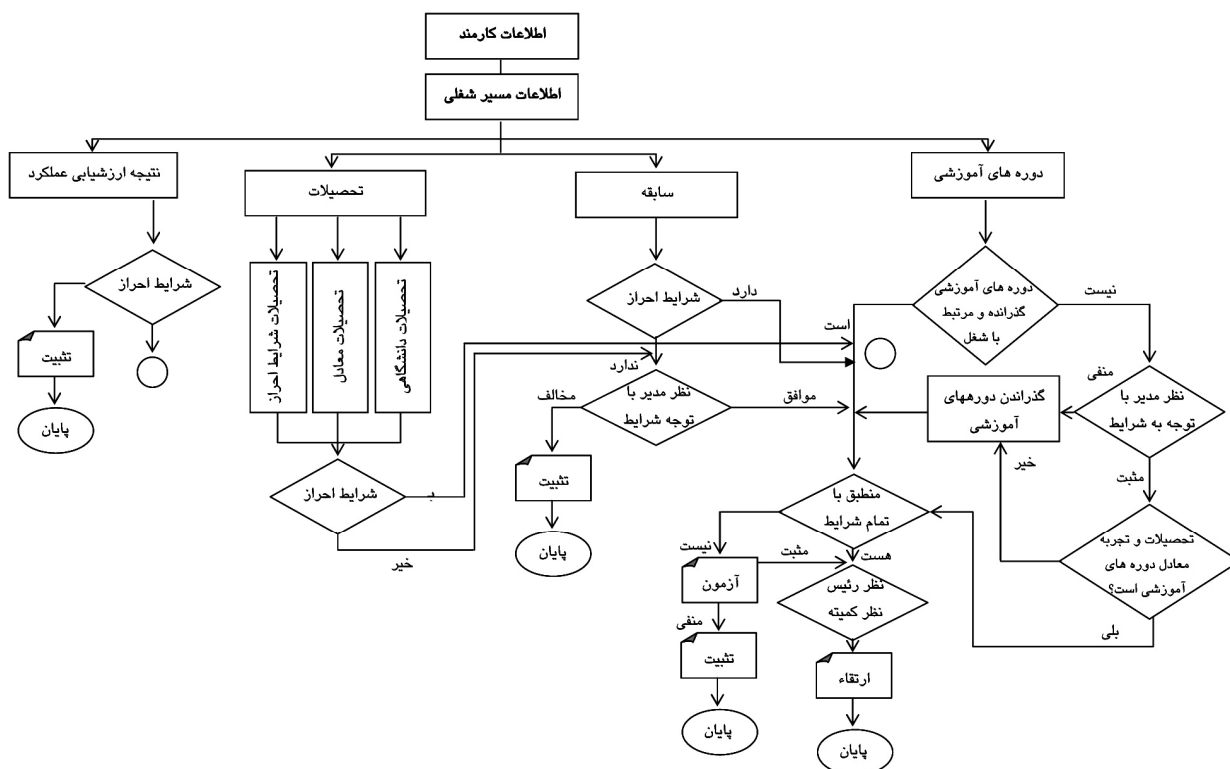 اطلاعات کارمند
اطلاعات مسیر شغلی
دوره های آموزشی
سابقه
تحصیلات
نتیجه ارزشیابی عملکرد
دوره های آموزشی
گذرانده و مرتبط
با شغل
نیست
است
شرایط احراز
دارد
ندارد
تحصیلات دانشگاهی
تحصیلات معادل
تحصیلات شرایط احراز
شرایط احراز
تثبیت
پایان
نظر مدیر با
توجه به شرایط
منفی
مثبت
گذراندن دورههای
آموزشی
خیر
نظر مدیر با
توجه شرایط
موافق
مخالف
تثبیت
پایان
شرایط احراز
خیر
تحصیلات و تجربه
معادل دوره های
آموزشی است؟
بلی
منطبق با
تمام شرایط
هست
نیست
آزمون
مثبت
منفی
تثبیت
پایان
نظر رئیس
نظر کمیته
ارتقاء
پایان